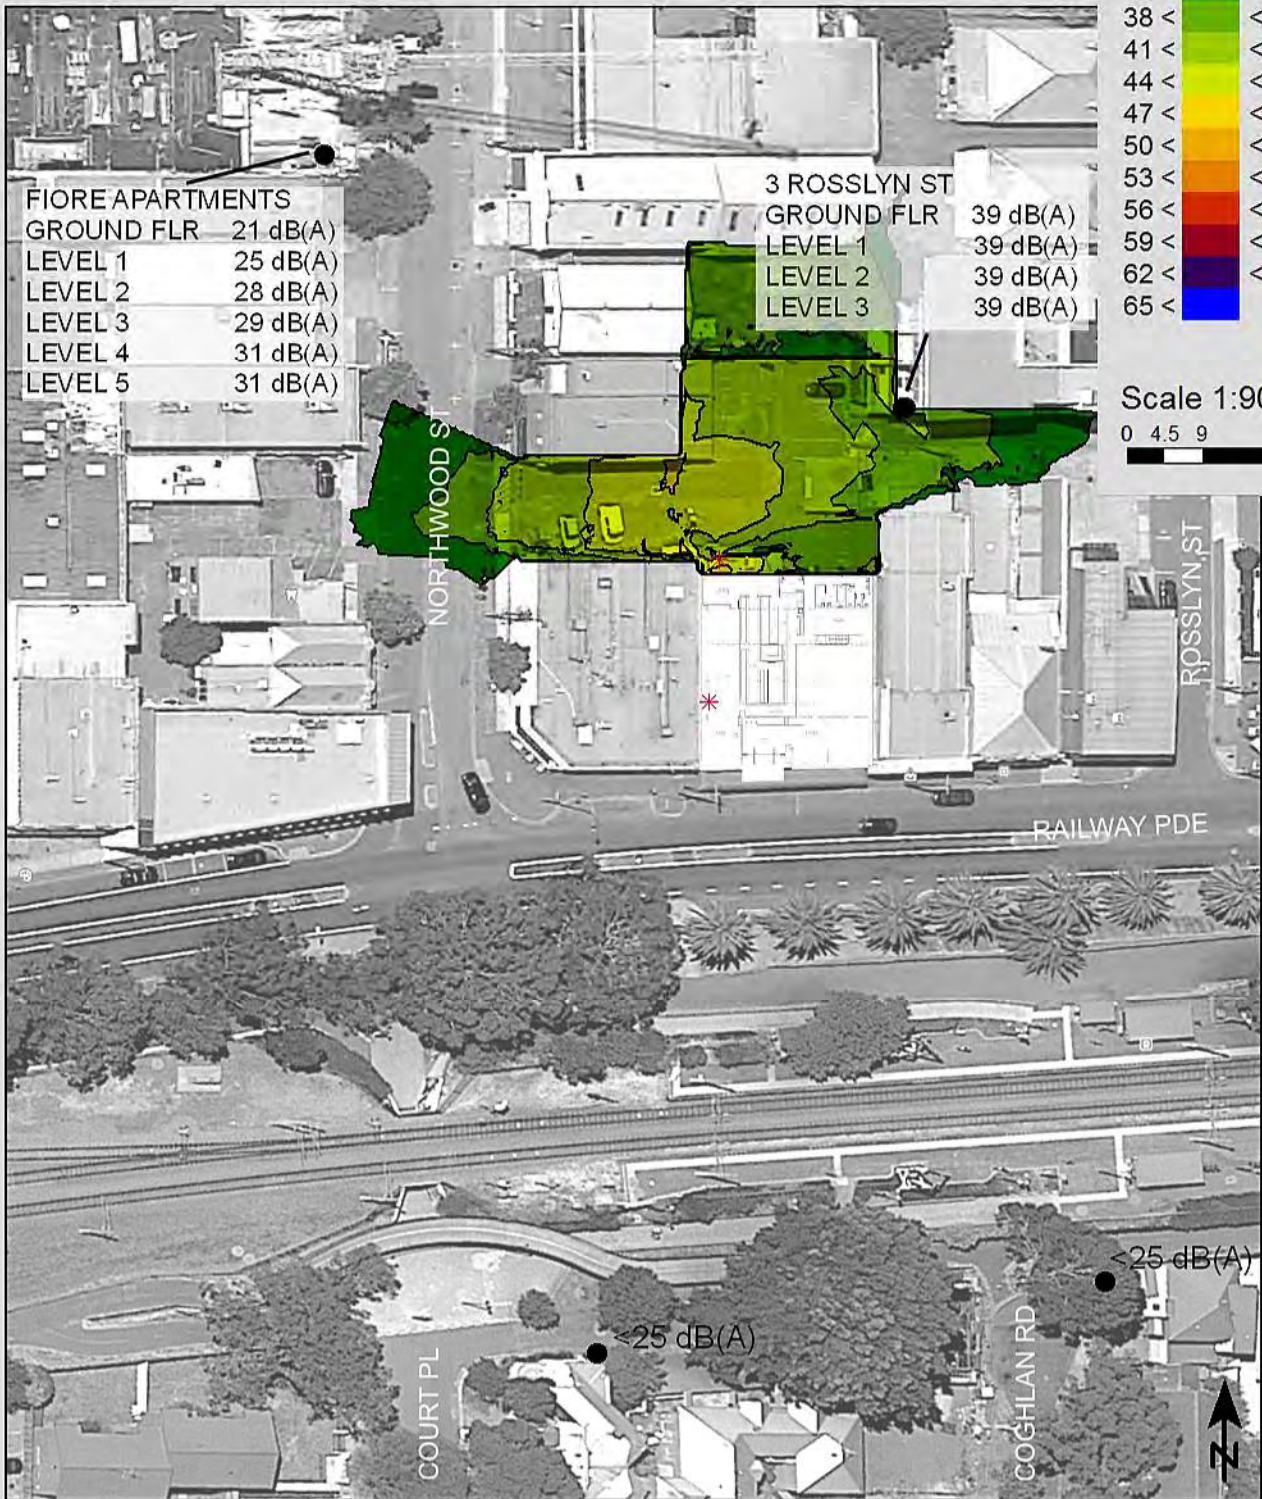 38 < <
41 < <
44 < <
47 < <
50 < <
53 < <
56 < <
59 < <
62 < <
65 <
Scale 1:90
0 4.5 9
FIORE APARTMENTS
GROUND FLR 21 dB(A)
LEVEL 1 25 dB(A)
LEVEL 2 28 dB(A)
LEVEL 3 29 dB(A)
LEVEL 4 31 dB(A)
LEVEL 5 31 dB(A)
3 ROSSLYN ST
GROUND FLR 39 dB(A)
LEVEL 1 39 dB(A)
LEVEL 2 39 dB(A)
LEVEL 3 39 dB(A)
NORTHWOOD ST
ROSSLYN ST
RAILWAY PDE
<25 dB(A)
<25 dB(A)
COURT PL
COGHLAN RD
N